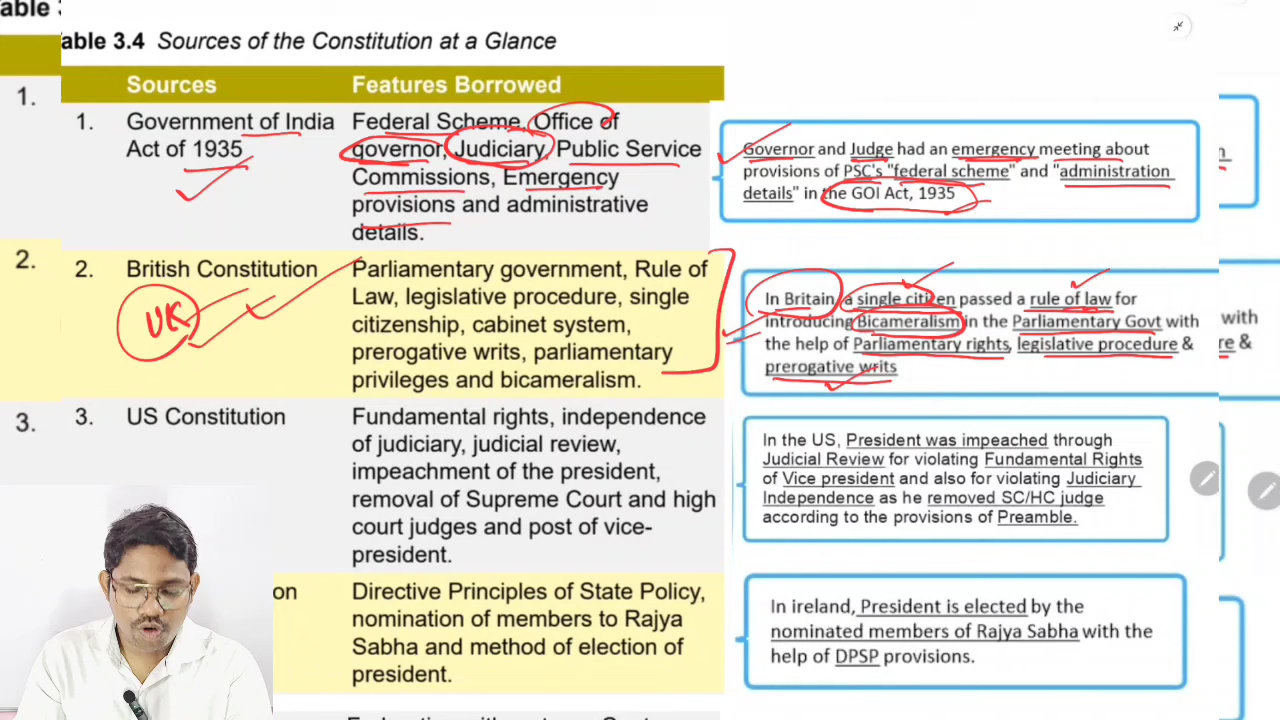 able 3
able 3.4 Sources of the Constitution at a Glance
Sources Features Borrowed
1.
1. Government of India
Act of 1935
Federal Scheme, Office of
governor, Judiciary, Public Service
Commissions, Emergency
provisions and administrative
details.
Governor and Judge had an emergency meeting about
provisions of PSC's "federal scheme" and "administration
details" in the GOI Act, 1935
2.
2. British Constitution
UK
Parliamentary government, Rule of
Law, legislative procedure, single
citizenship, cabinet system,
prerogative writs, parliamentary
privileges and bicameralism.
In Britain, a single citizen passed a rule of law for
introducing Bicameralism in the Parliamentary Govt with
the help of Parliamentary rights, legislative procedure &
prerogative writs
with
re &
3.
3. US Constitution
Fundamental rights, independence
of judiciary, judicial review,
impeachment of the president,
removal of Supreme Court and high
court judges and post of vice-
president.
In the US, President was impeached through
Judicial Review for violating Fundamental Rights
of Vice president and also for violating Judiciary
Independence as he removed SC/HC judge
according to the provisions of Preamble.
on
Directive Principles of State Policy,
nomination of members to Rajya
Sabha and method of election of
president.
In ireland, President is elected by the
nominated members of Rajya Sabha with the
help of DPSP provisions.